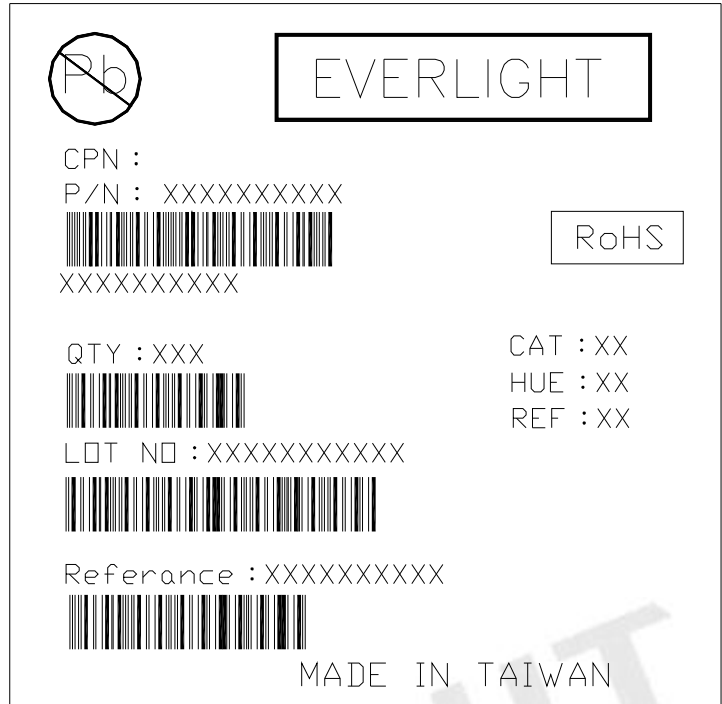 Pb
EVERLIGHT
CPN :
P/N : XXXXXXXXXX
RoHS
XXXXXXXXXX
QTY : XXX
CAT : XX
HUE : XX
REF : XX
LOT NO : XXXXXXXXXXX
Referance : XXXXXXXXXX
MADE IN TAIWAN